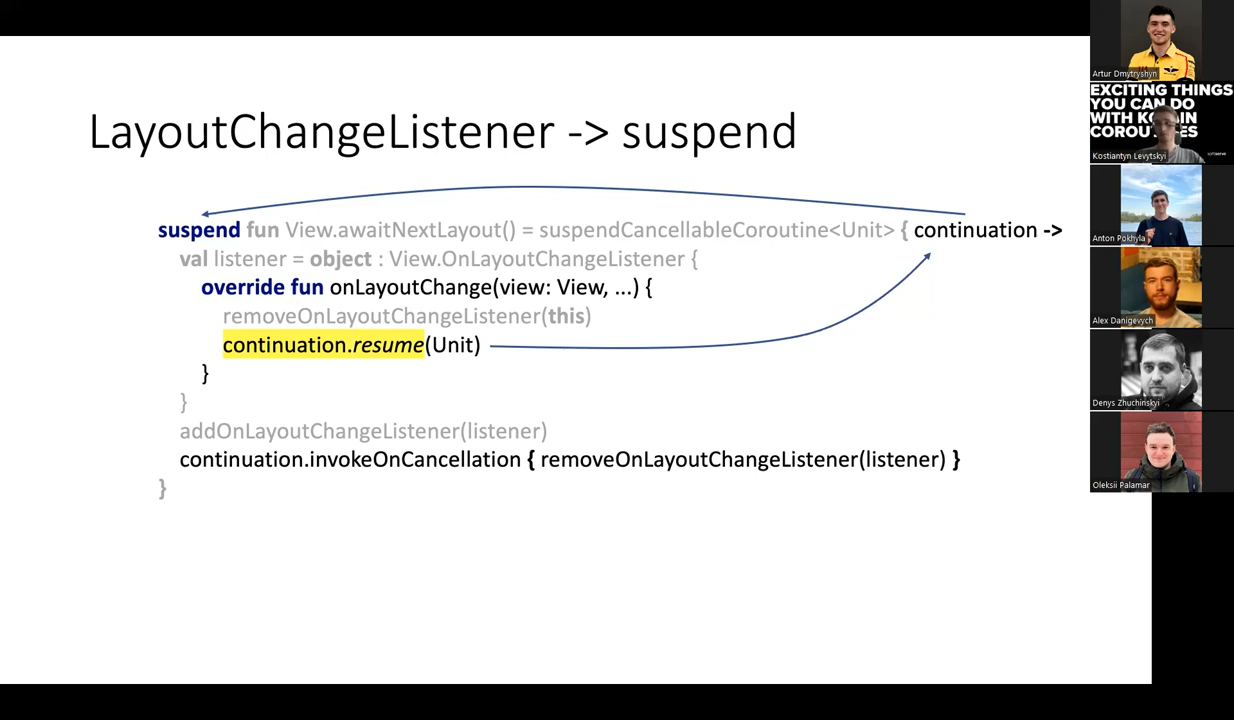 LayoutChangeListener -> suspend
suspend fun View.awaitNextLayout() = suspendCancellableCoroutine<Unit> { continuation ->
val listener = object : View.OnLayoutChangeListener {
override fun onLayoutChange(view: View, ...) {
removeOnLayoutChangeListener(this)
continuation.resume(Unit)
}
}
addOnLayoutChangeListener(listener)
continuation.invokeOnCancellation { removeOnLayoutChangeListener(listener) }
}
Artur Dmytryshyn
EXCITING THINGS
YOU CAN DO
WITH
Kostiantyn Levytskyi
Anton Pokhyla
Alex Danigevych
Denys Zhuchinskyi
Oleksii Palamar